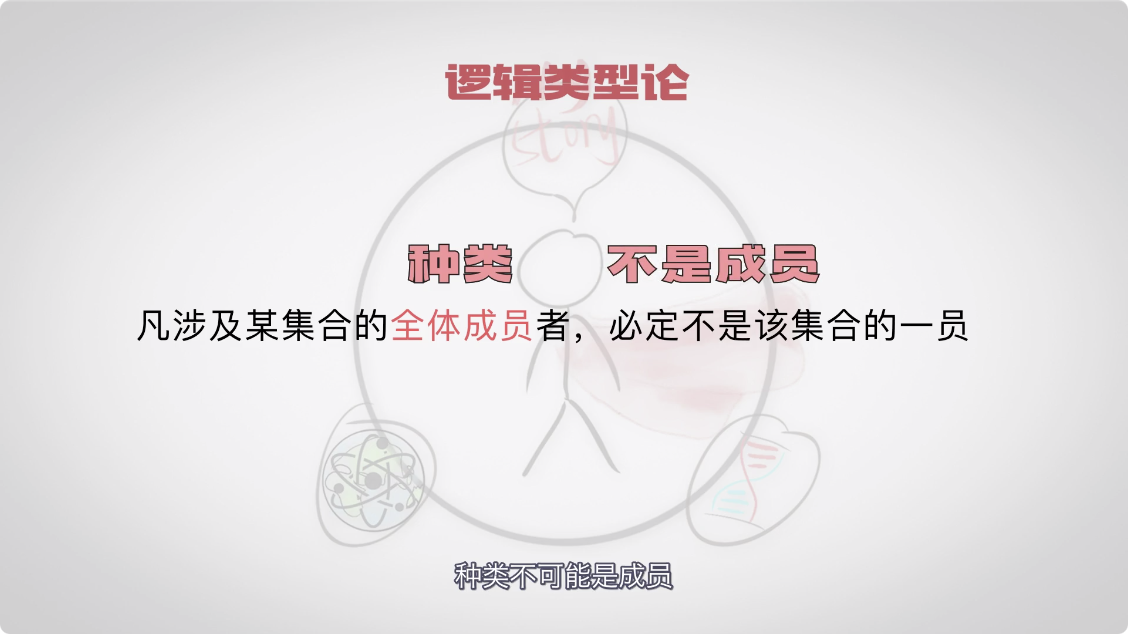 逻辑类型论
story
种类 不是成员
凡涉及某集合的全体成员者，必定不是该集合的一员
种类不可能是成员